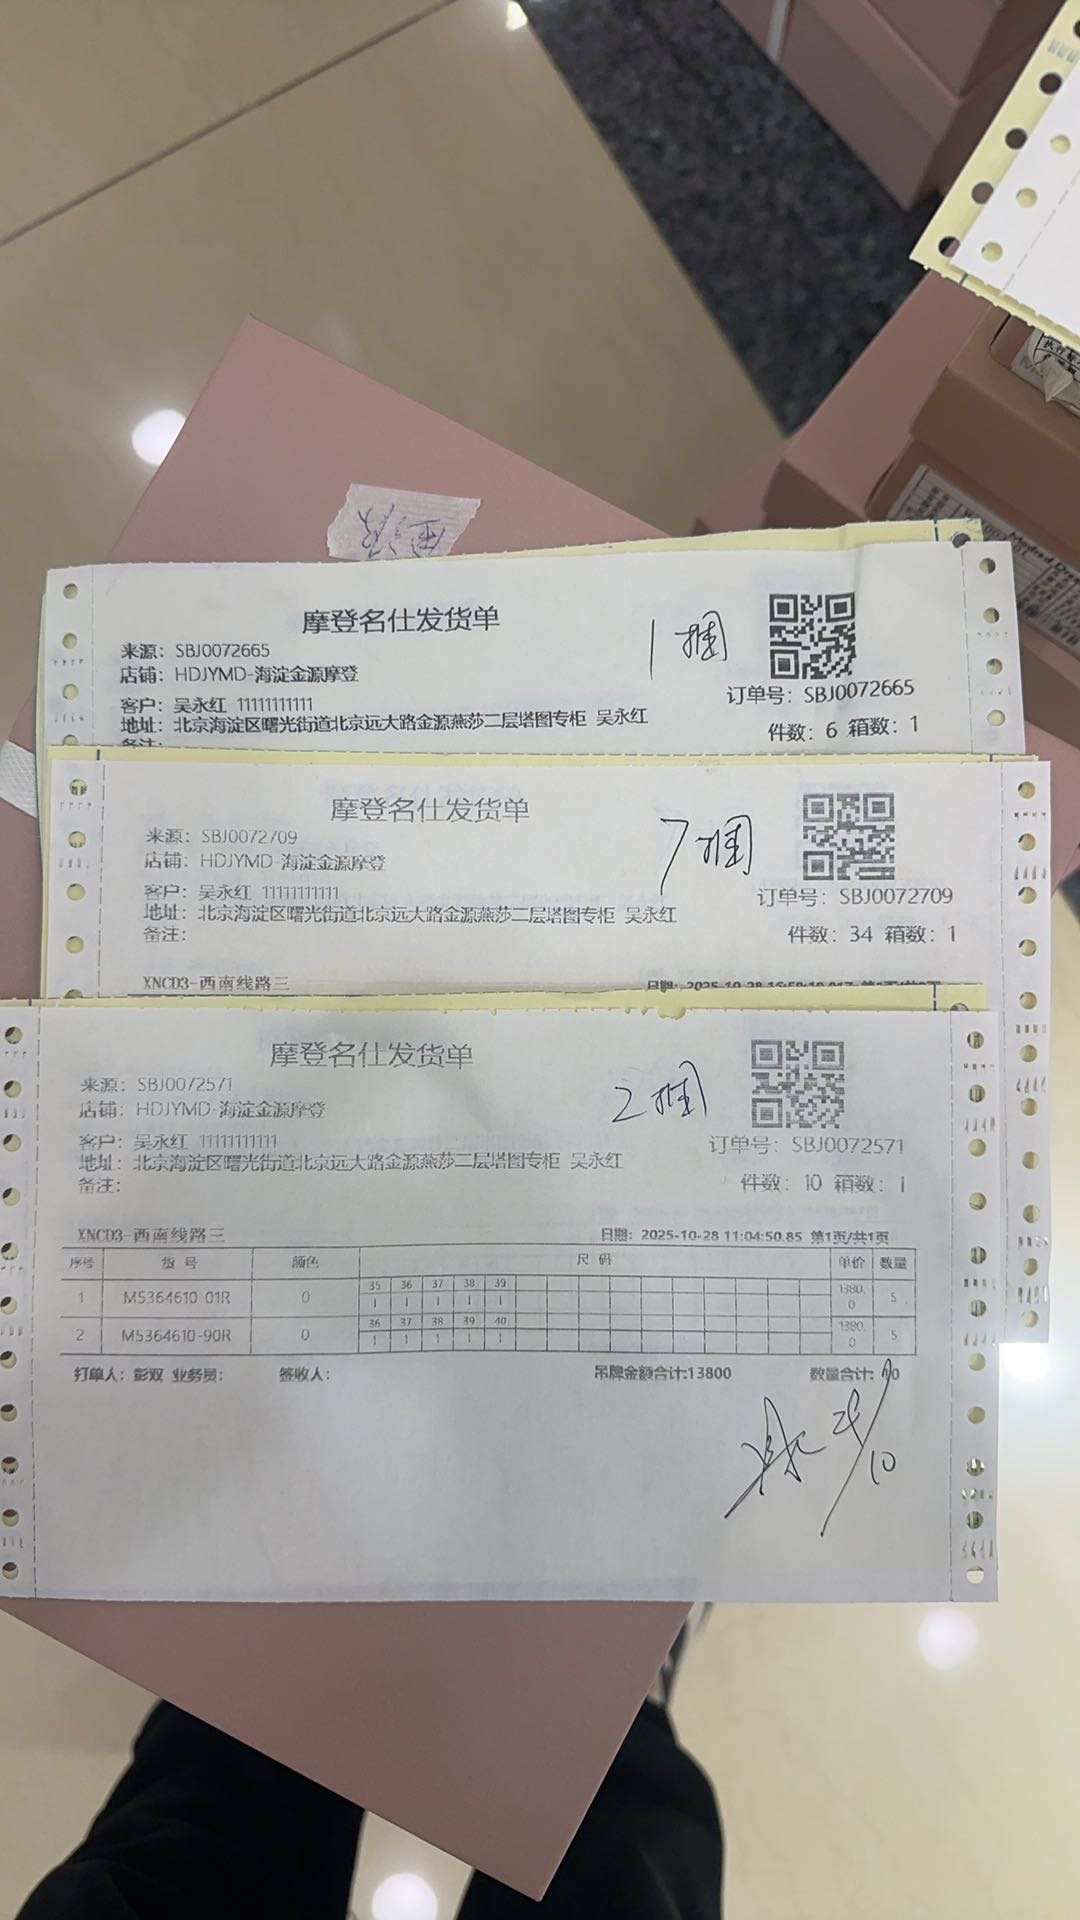 摩登名仕发货单
1捆
来源：SBJ0072665
店铺：HDJYMD-海淀金源摩登
订单号：SBJ0072665
客户：吴永红 11111111111
地址：北京海淀区曙光街道北京远大路金源燕莎二层塔图专柜 吴永红
件数：6 箱数：1
备注：
摩登名仕发货单
7捆
来源：SBJ0072709
店铺：HDJYMD-海淀金源摩登
订单号：SBJ0072709
客户：吴永红 11111111111
地址：北京海淀区曙光街道北京远大路金源燕莎二层塔图专柜 吴永红
备注：
件数：34 箱数：1
XNCD3-西南线路三
摩登名仕发货单
2捆
来源：SBJ0072571
店铺：HDJYMD-海淀金源摩登
订单号：SBJ0072571
客户：吴永红 11111111111
地址：北京海淀区曙光街道北京远大路金源燕莎二层塔图专柜 吴永红
备注：
件数：10 箱数：1
XNCD3-西南线路三 日期：2025-10-28 11:04:50.85 第1页/共1页
序号 货号 颜色 尺码 单价 数量
35 36 37 38 39
1 M5364610-01R 0 1 1 1 1 1 1380.0 5
36 37 38 39 40
2 M5364610-90R 0 1 1 1 1 1 1380.0 5
打单人：彭双 业务员： 签收人： 吊牌金额合计:13800 数量合计：10
28/10